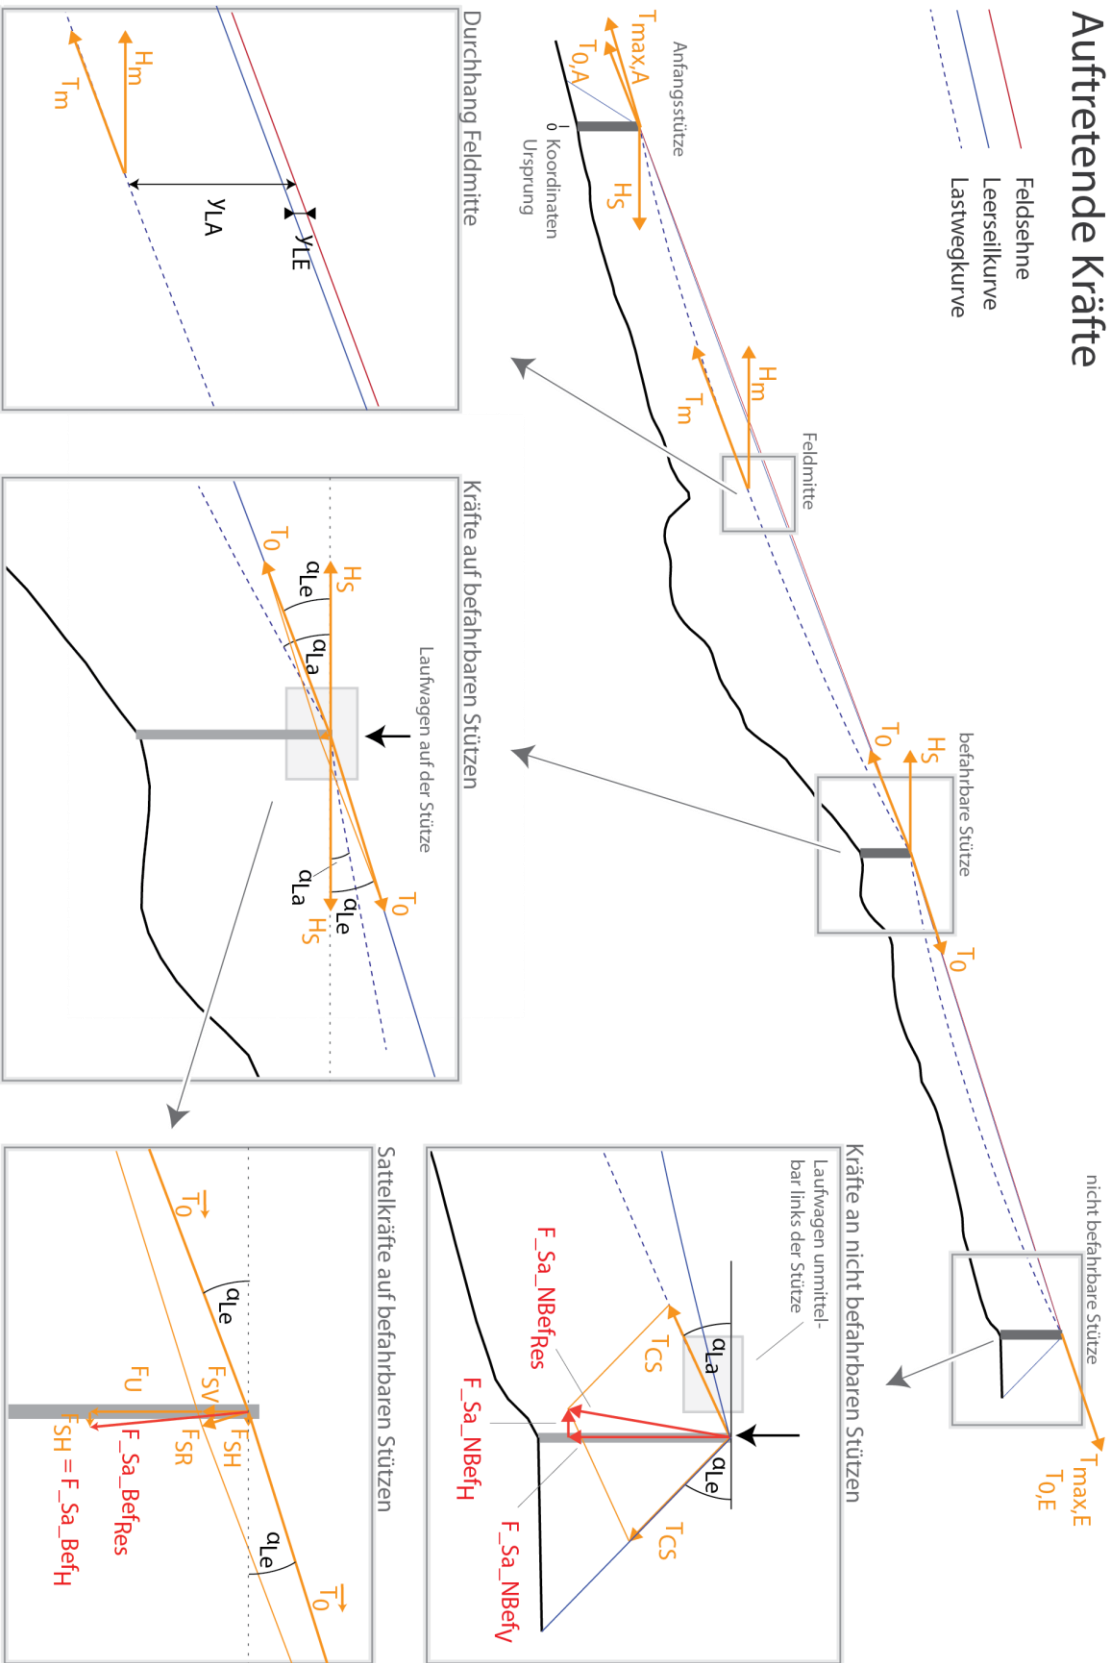 Auftretende Kräfte
Feldsehne
Leerseilkurve
Lastwegkurve
Anfangsstütze
Tmax,A
T0,A
HS
0 Koordinaten
Ursprung
Feldmitte
Hm
Tm
befahrbare Stütze
HS
T0
T0
nicht befahrbare Stütze
Tmax,E
T0,E
Durchhang Feldmitte
Hm
Tm
yLA
yLE
Kräfte auf befahrbaren Stützen
Laufwagen auf der Stütze
HS
T0
αLe
αLa
T0
αLe
αLa
HS
Kräfte an nicht befahrbaren Stützen
Laufwagen unmittel-
bar links der Stütze
αLa
αLe
TCS
TCS
F_Sa_NBefRes
F_Sa_NBefH
F_Sa_NBefV
Sattelkräfte auf befahrbaren Stützen
T0
αLe
αLe
T0
FSV
FSH
FSR
FU
F_Sa_BefRes
FSH = F_Sa_BefH